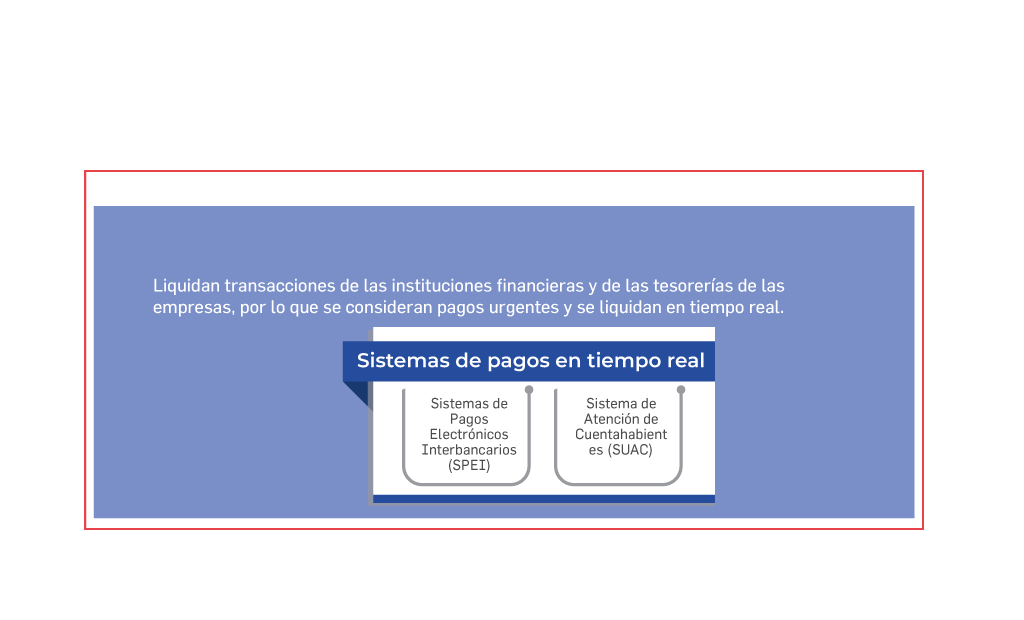 Liquidan transacciones de las instituciones financieras y de las tesorerías de las
empresas, por lo que se consideran pagos urgentes y se liquidan en tiempo real.
Sistemas de pagos en tiempo real
Sistemas de
Pagos
Electrónicos
Interbancarios
(SPEI)
Sistema de
Atención de
Cuentahabient
es (SUAC)